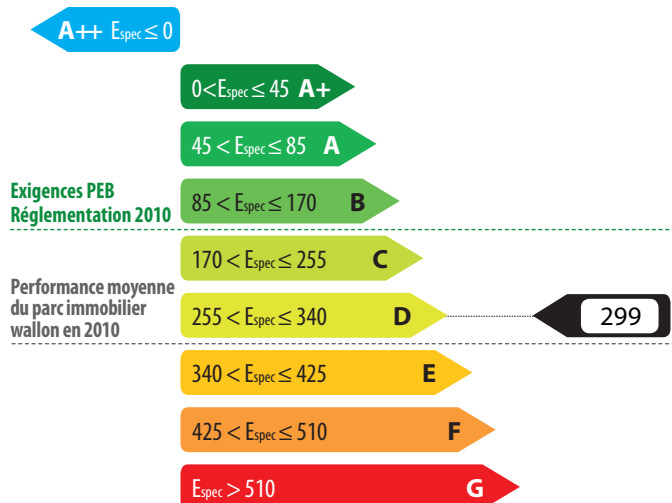 A++ Espec ≤ 0
0 < Espec ≤ 45 A+
45 < Espec ≤ 85 A
Exigences PEB
Réglementation 2010
85 < Espec ≤ 170 B
170 < Espec ≤ 255 C
Performance moyenne
du parc immobilier
wallon en 2010
255 < Espec ≤ 340 D
299
340 < Espec ≤ 425 E
425 < Espec ≤ 510 F
Espec > 510 G